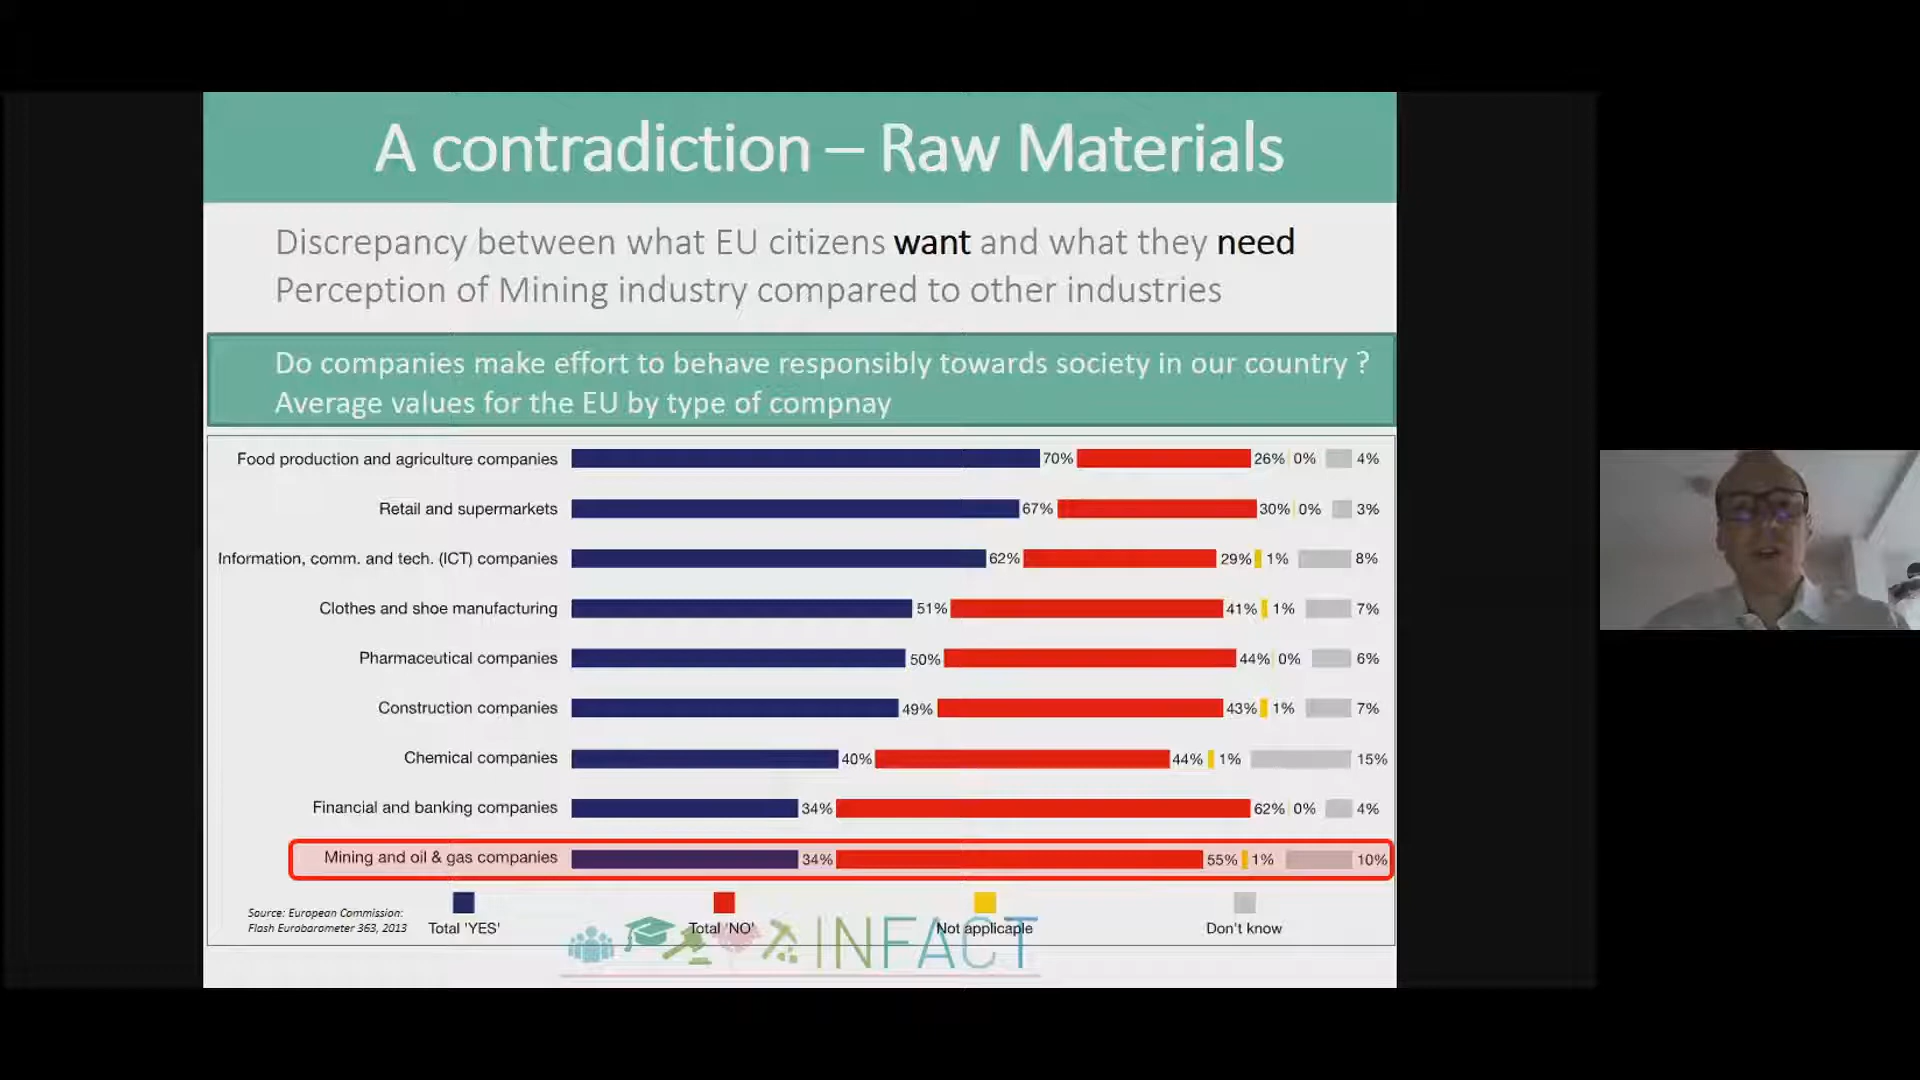 A contradiction – Raw Materials
Discrepancy between what EU citizens want and what they need
Perception of Mining industry compared to other industries
Do companies make effort to behave responsibly towards society in our country ?
Average values for the EU by type of compnay
Food production and agriculture companies 70% 26% 0% 4%
Retail and supermarkets 67% 30% 0% 3%
Information, comm. and tech. (ICT) companies 62% 29% 1% 8%
Clothes and shoe manufacturing 51% 41% 1% 7%
Pharmaceutical companies 50% 44% 0% 6%
Construction companies 49% 43% 1% 7%
Chemical companies 40% 44% 1% 15%
Financial and banking companies 34% 62% 0% 4%
Mining and oil & gas companies 34% 55% 1% 10%
Source: European Commission:
Flash Eurobarometer 363, 2013
Total 'YES' Total 'NO' Not applicaple Don't know
INFACT